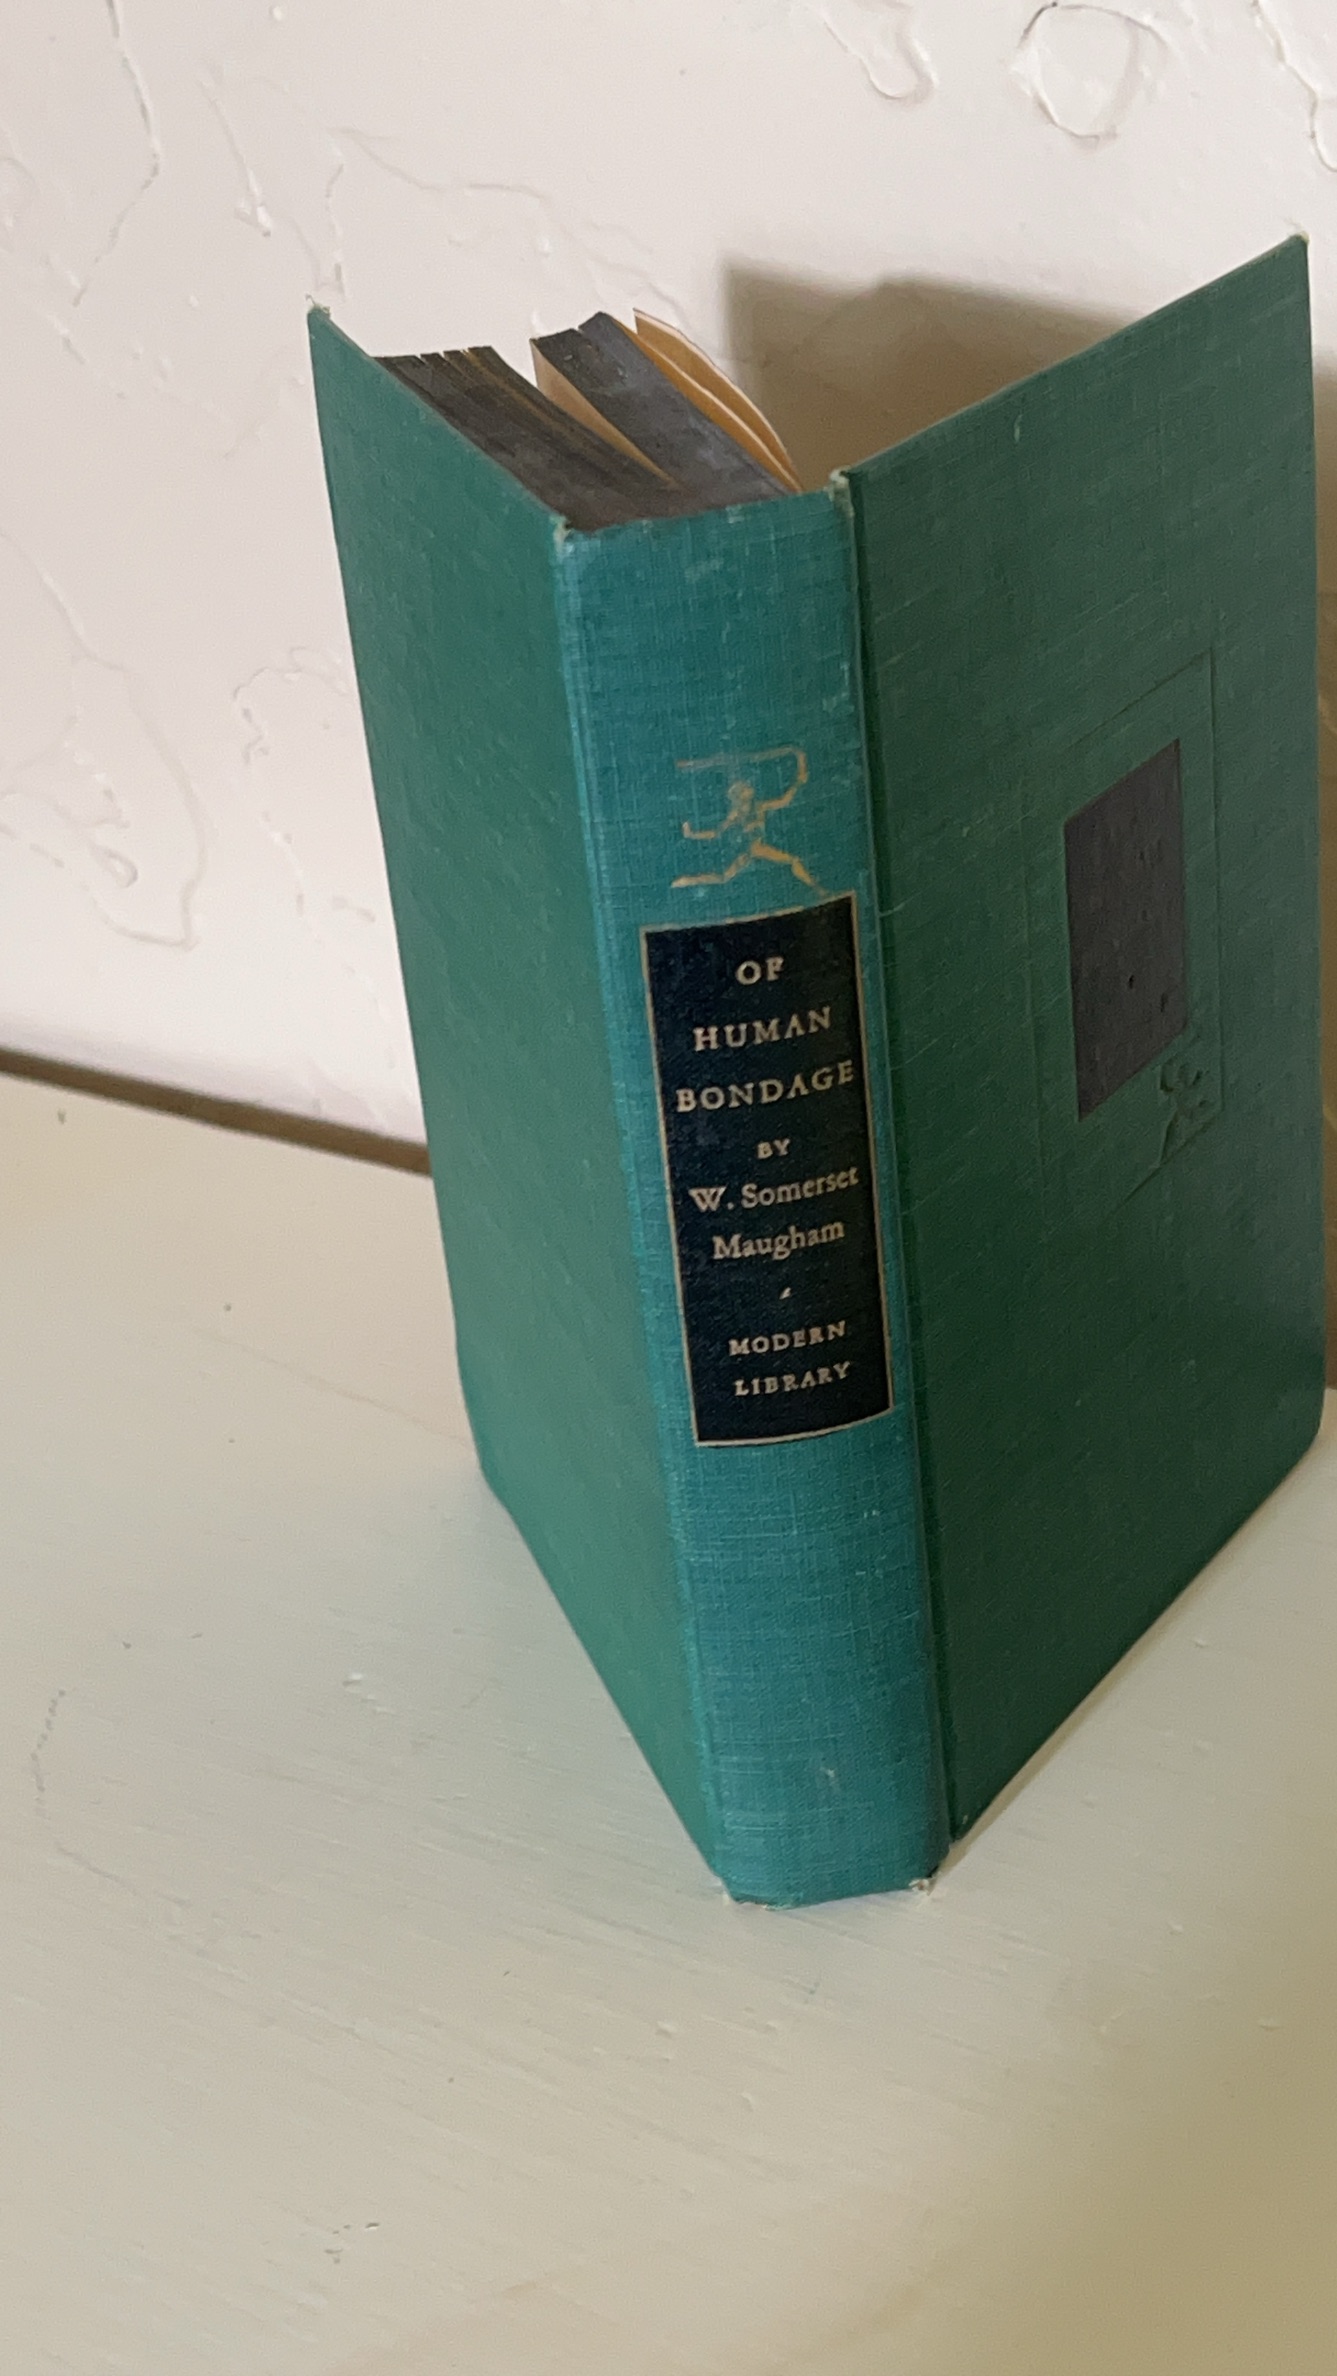 OF
HUMAN
BONDAGE
BY
W. Somerset
Maugham
MODERN
LIBRARY